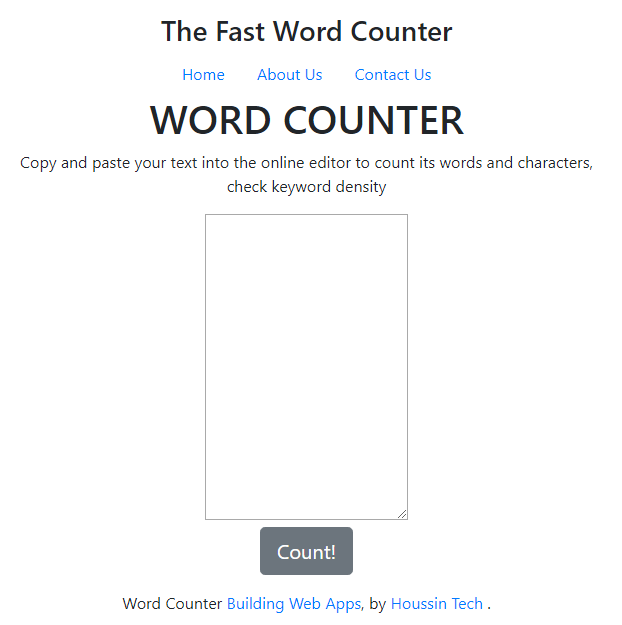 The Fast Word Counter
Home About Us Contact Us
WORD COUNTER
Copy and paste your text into the online editor to count its words and characters,
check keyword density
Count!
Word Counter Building Web Apps, by Houssin Tech .